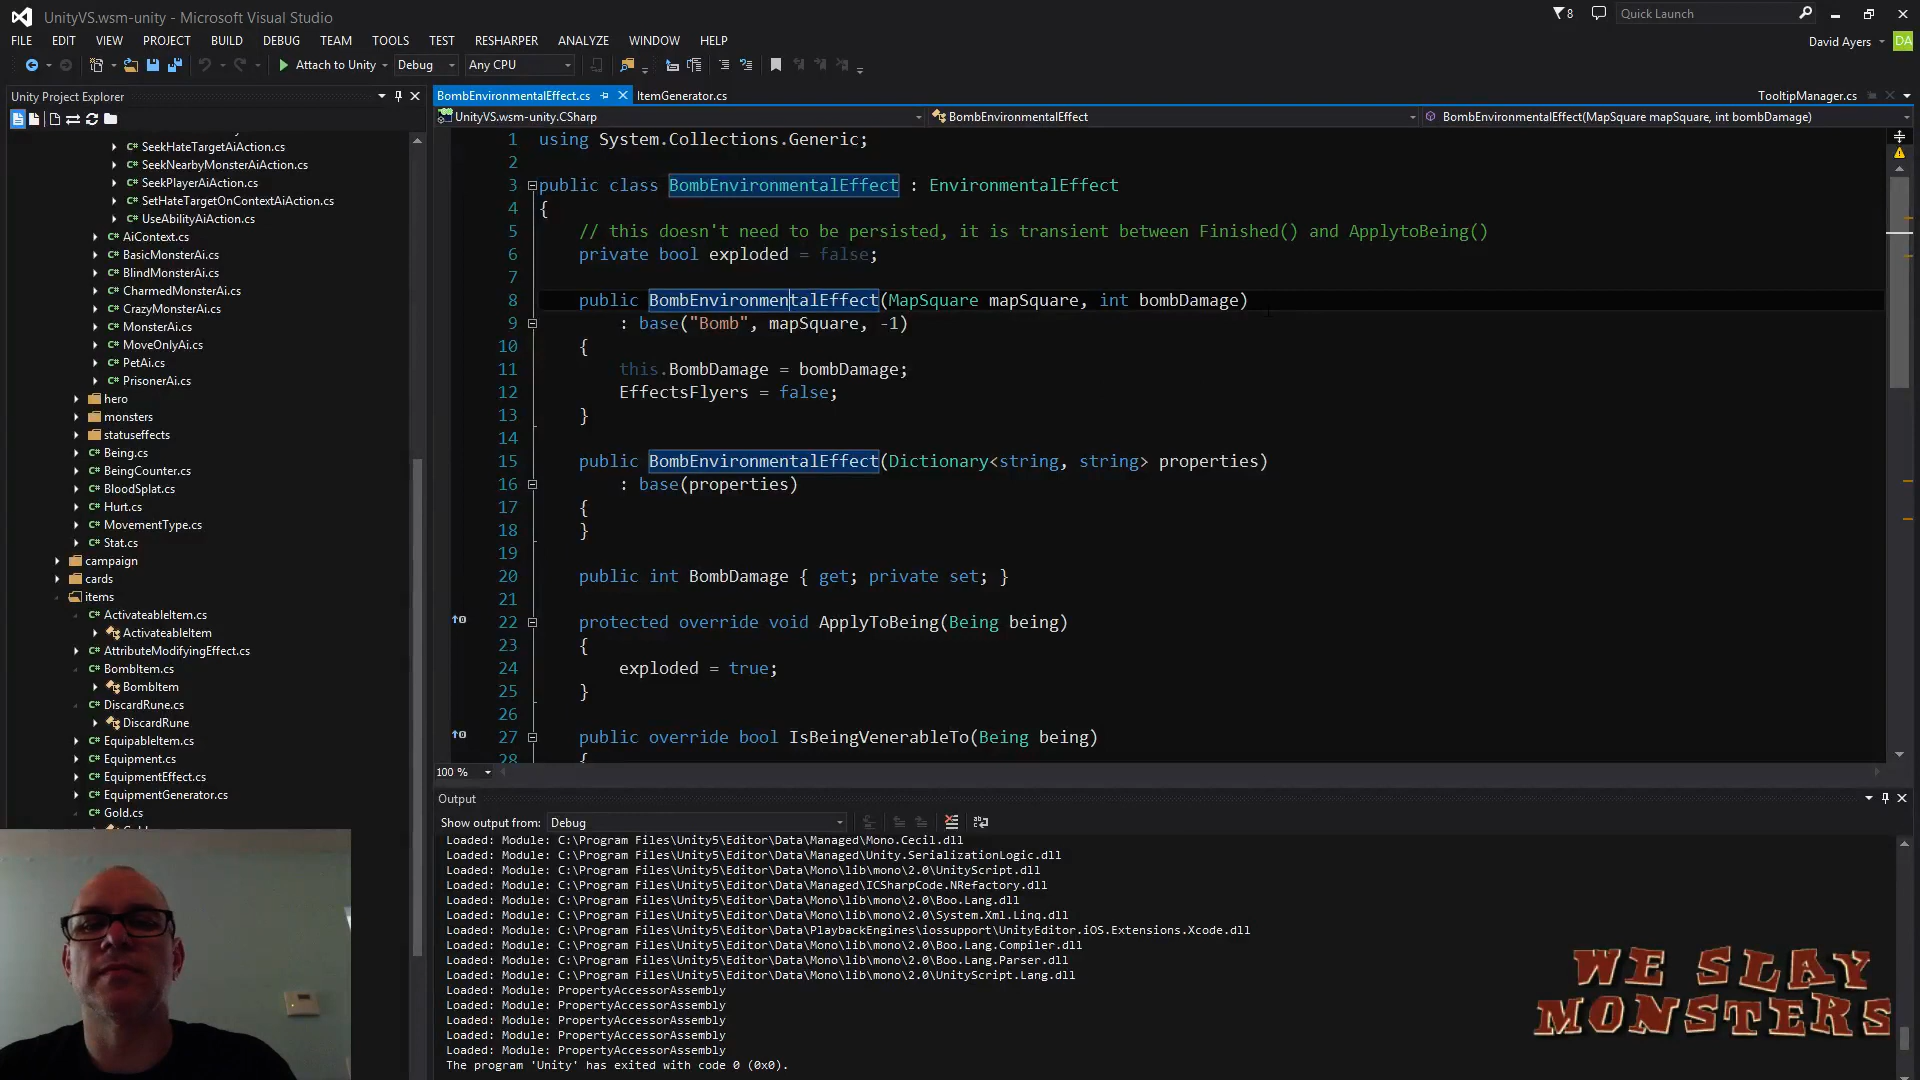 UnityVS.wsm-unity - Microsoft Visual Studio
8
Quick Launch
FILE EDIT VIEW PROJECT BUILD DEBUG TEAM TOOLS TEST RESHARPER ANALYZE WINDOW HELP
David Ayers
DA
Attach to Unity Debug Any CPU
Unity Project Explorer
SeekHateTargetAiAction.cs
SeekNearbyMonsterAiAction.cs
SeekPlayerAiAction.cs
SetHateTargetOnContextAiAction.cs
UseAbilityAiAction.cs
AiContext.cs
BasicMonsterAi.cs
BlindMonsterAi.cs
CharmedMonsterAi.cs
CrazyMonsterAi.cs
MonsterAi.cs
MoveOnlyAi.cs
PetAi.cs
PrisonerAi.cs
hero
monsters
statuseffects
Being.cs
BeingCounter.cs
BloodSplat.cs
Hurt.cs
MovementType.cs
Stat.cs
campaign
cards
items
ActivateableItem.cs
ActivateableItem
AttributeModifyingEffect.cs
BombItem.cs
BombItem
DiscardRune.cs
DiscardRune
EquipableItem.cs
Equipment.cs
EquipmentEffect.cs
EquipmentGenerator.cs
Gold.cs
BombEnvironmentalEffect.cs ItemGenerator.cs TooltipManager.cs
UnityVS.wsm-unity.CSharp BombEnvironmentalEffect BombEnvironmentalEffect(MapSquare mapSquare, int bombDamage)
1 using System.Collections.Generic;
2
3 public class BombEnvironmentalEffect : EnvironmentalEffect
4 {
5 // this doesn't need to be persisted, it is transient between Finished() and ApplytoBeing()
6 private bool exploded = false;
7
8 public BombEnvironmentalEffect(MapSquare mapSquare, int bombDamage)
9 : base("Bomb", mapSquare, -1)
10 {
11 this.BombDamage = bombDamage;
12 EffectsFlyers = false;
13 }
14
15 public BombEnvironmentalEffect(Dictionary<string, string> properties)
16 : base(properties)
17 {
18 }
19
20 public int BombDamage { get; private set; }
21
22 protected override void ApplyToBeing(Being being)
23 {
24 exploded = true;
25 }
26
27 public override bool IsBeingVenerableTo(Being being)
28 {
100 %
Output
Show output from: Debug
Loaded: Module: C:\Program Files\Unity5\Editor\Data\Managed\Mono.Cecil.dll
Loaded: Module: C:\Program Files\Unity5\Editor\Data\Managed\Unity.SerializationLogic.dll
Loaded: Module: C:\Program Files\Unity5\Editor\Data\Mono\lib\mono\2.0\UnityScript.dll
Loaded: Module: C:\Program Files\Unity5\Editor\Data\Managed\ICSharpCode.NRefactory.dll
Loaded: Module: C:\Program Files\Unity5\Editor\Data\Mono\lib\mono\2.0\Boo.Lang.dll
Loaded: Module: C:\Program Files\Unity5\Editor\Data\Mono\lib\mono\2.0\System.Xml.Linq.dll
Loaded: Module: C:\Program Files\Unity5\Editor\Data\PlaybackEngines\iossupport\UnityEditor.iOS.Extensions.Xcode.dll
Loaded: Module: C:\Program Files\Unity5\Editor\Data\Mono\lib\mono\2.0\Boo.Lang.Compiler.dll
Loaded: Module: C:\Program Files\Unity5\Editor\Data\Mono\lib\mono\2.0\Boo.Lang.Parser.dll
Loaded: Module: C:\Program Files\Unity5\Editor\Data\Mono\lib\mono\2.0\UnityScript.Lang.dll
Loaded: Module: PropertyAccessorAssembly
Loaded: Module: PropertyAccessorAssembly
Loaded: Module: PropertyAccessorAssembly
Loaded: Module: PropertyAccessorAssembly
Loaded: Module: PropertyAccessorAssembly
The program 'Unity' has exited with code 0 (0x0).
WE SLAY
MONSTERS